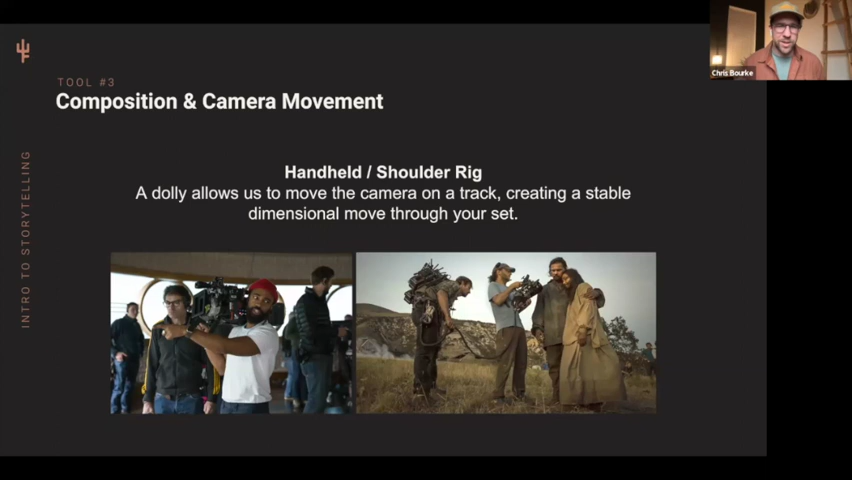 TOOL #3
Composition & Camera Movement
Handheld / Shoulder Rig
A dolly allows us to move the camera on a track, creating a stable
dimensional move through your set.
INTRO TO STORYTELLING
Chris Bourke